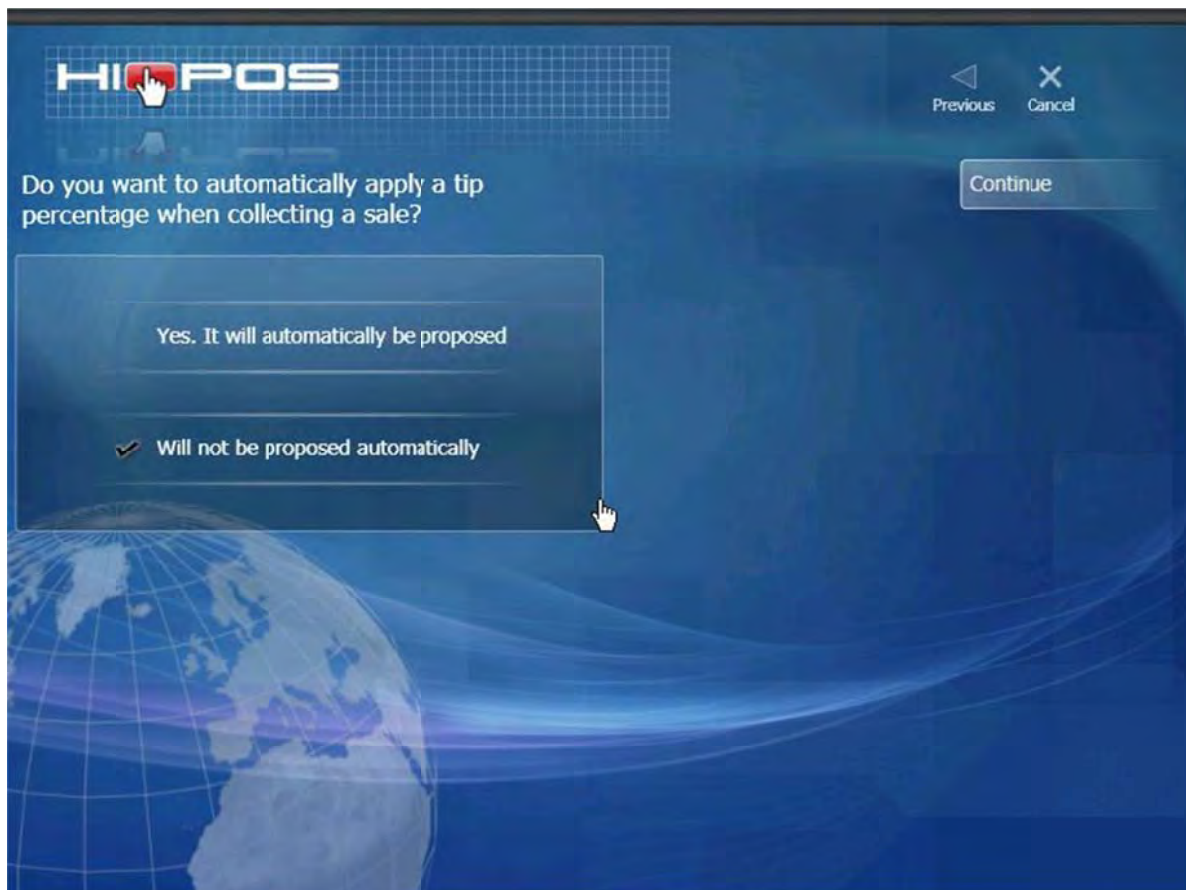 HIOPOS
Previous Cancel
Do you want to automatically apply a tip
percentage when collecting a sale?
Continue
Yes. It will automatically be proposed
Will not be proposed automatically